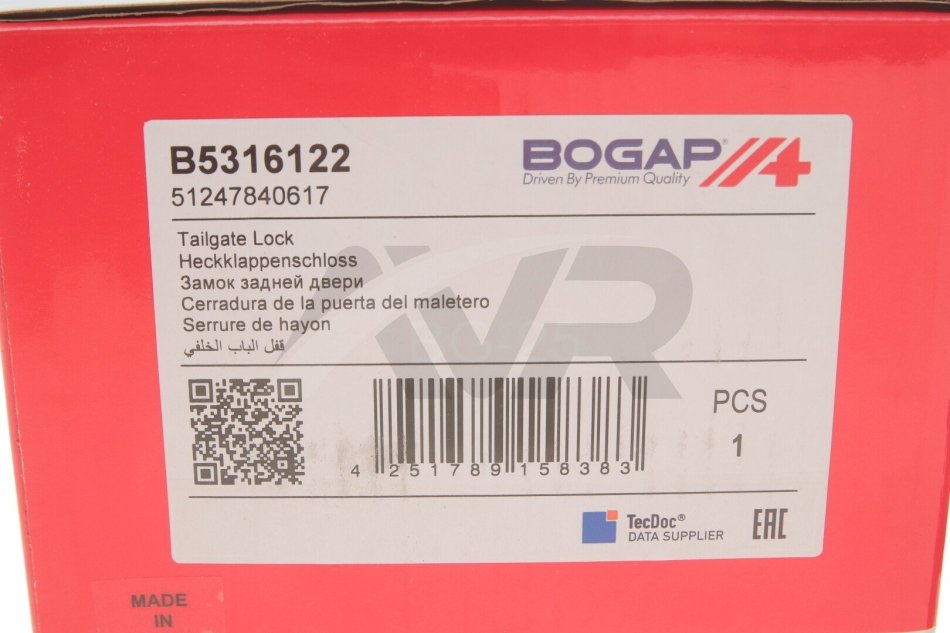 B5316122
51247840617
BOGAP®
Driven By Premium Quality
Tailgate Lock
Heckklappenschloss
Замок задней двери
Cerradura de la puerta del maletero
Serrure de hayon
قفل الباب الخلفي
AVR
4 251789 158383
PCS
1
TecDoc®
DATA SUPPLIER
EAC
MADE
IN